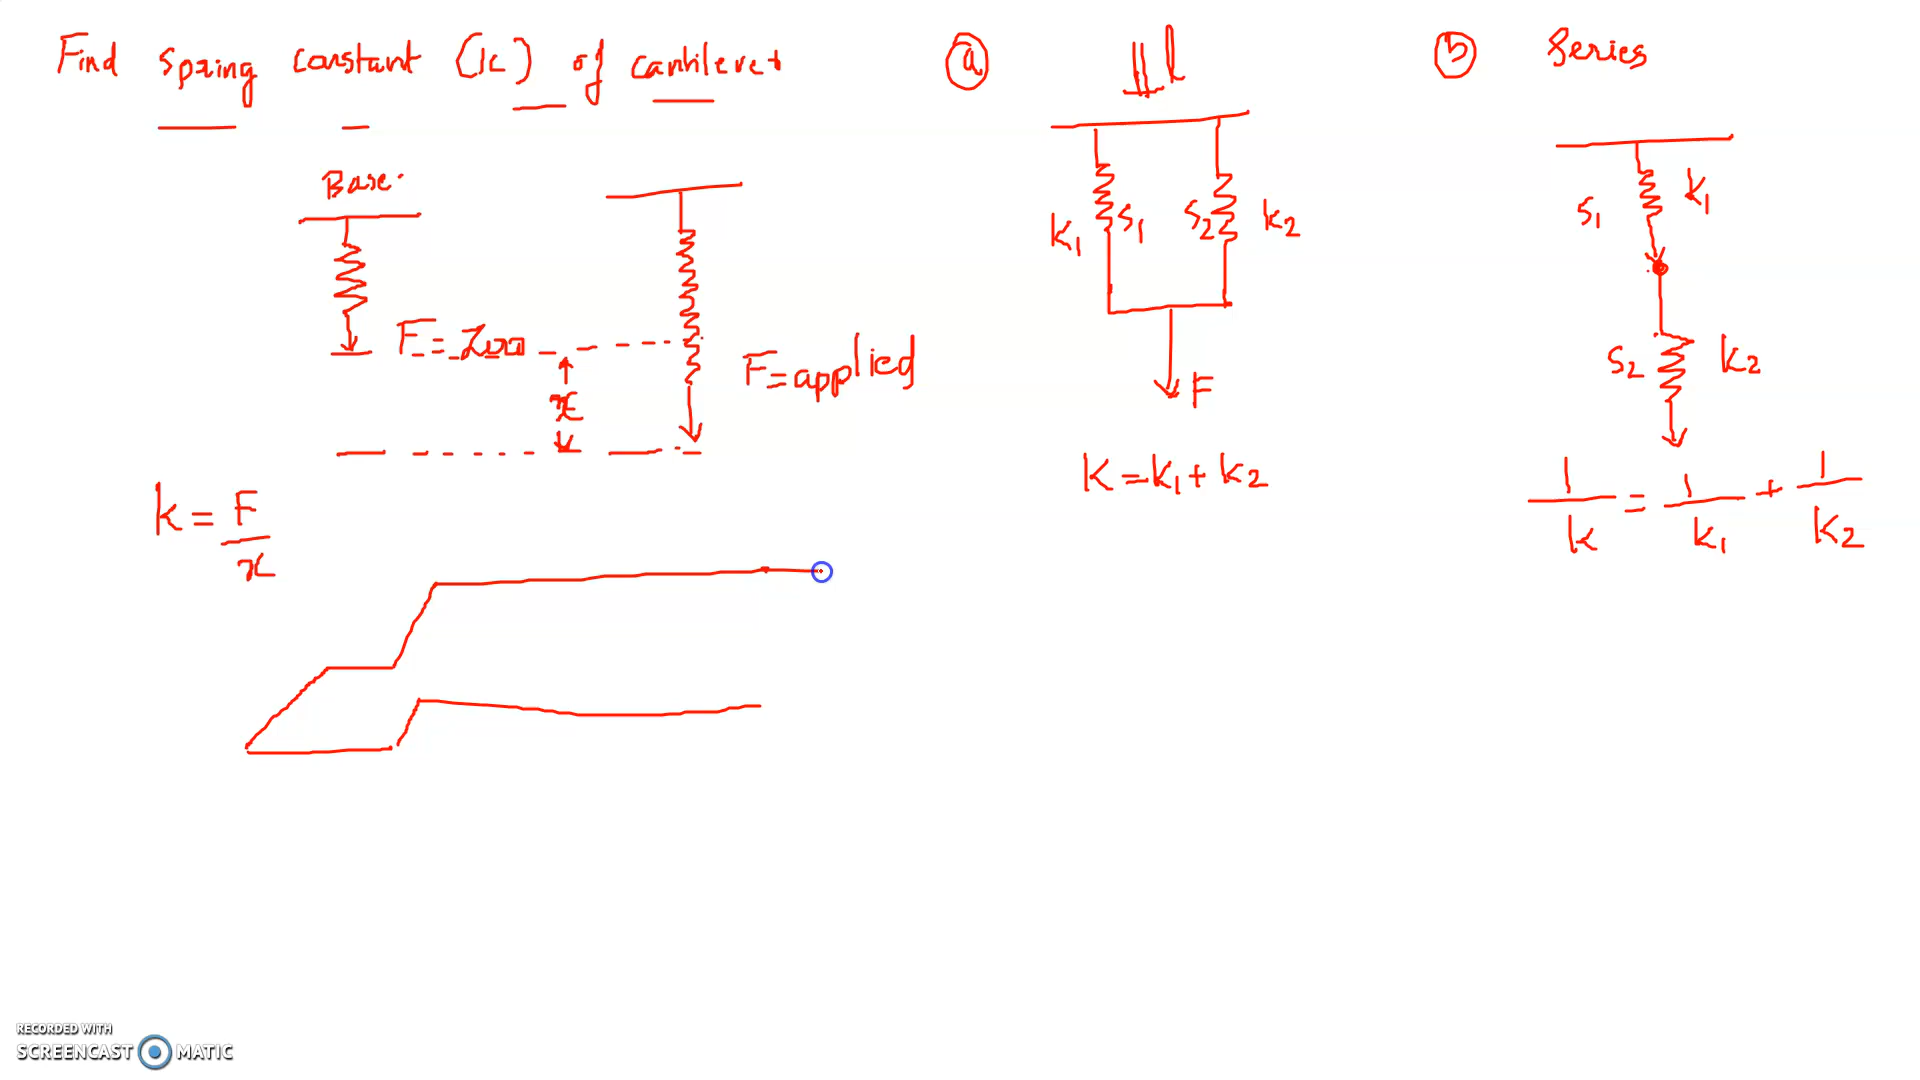 Find spring constant (k) of cantilever
Base
F = Zero
x
F = applied
k = F
x
a
||l
k1 S1 S2 k2
F
K = k1 + k2
b Series
S1 k1
S2 k2
1 = 1 + 1
k k1 k2
RECORDED WITH
SCREENCAST MATIC